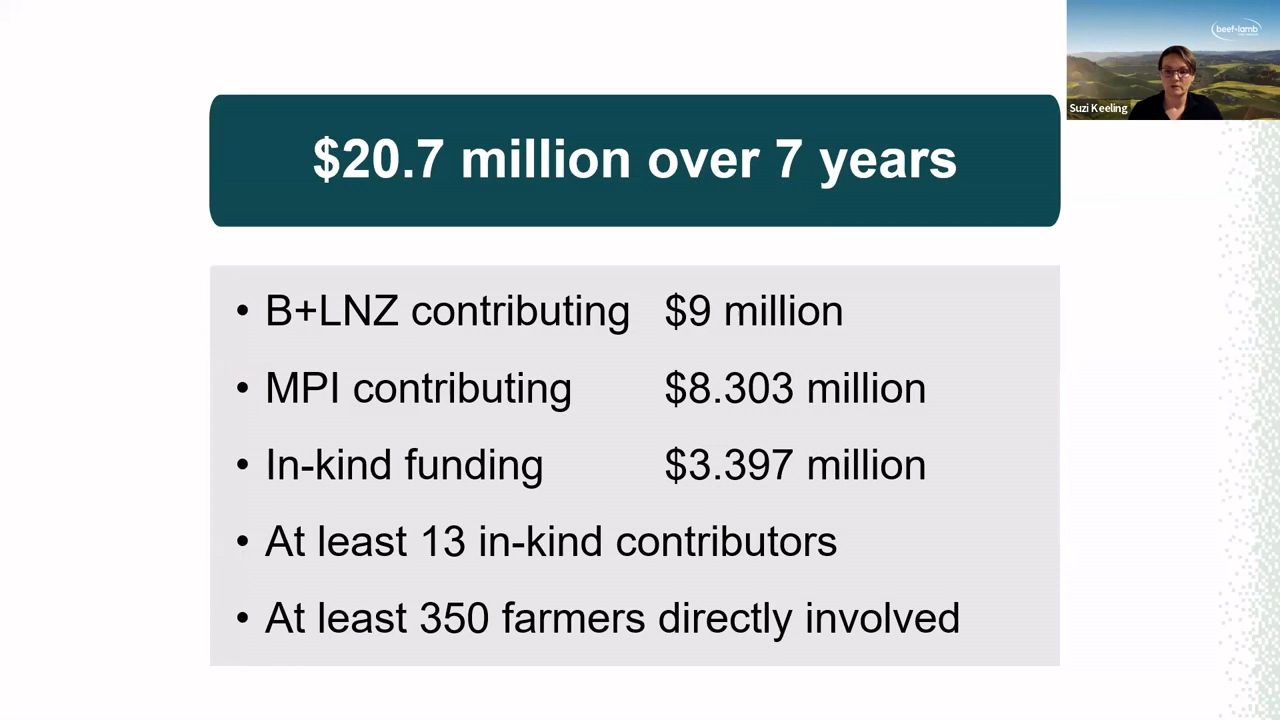 beef+lamb
Suzi Keeling
$20.7 million over 7 years
• B+LNZ contributing $9 million
• MPI contributing $8.303 million
• In-kind funding $3.397 million
• At least 13 in-kind contributors
• At least 350 farmers directly involved